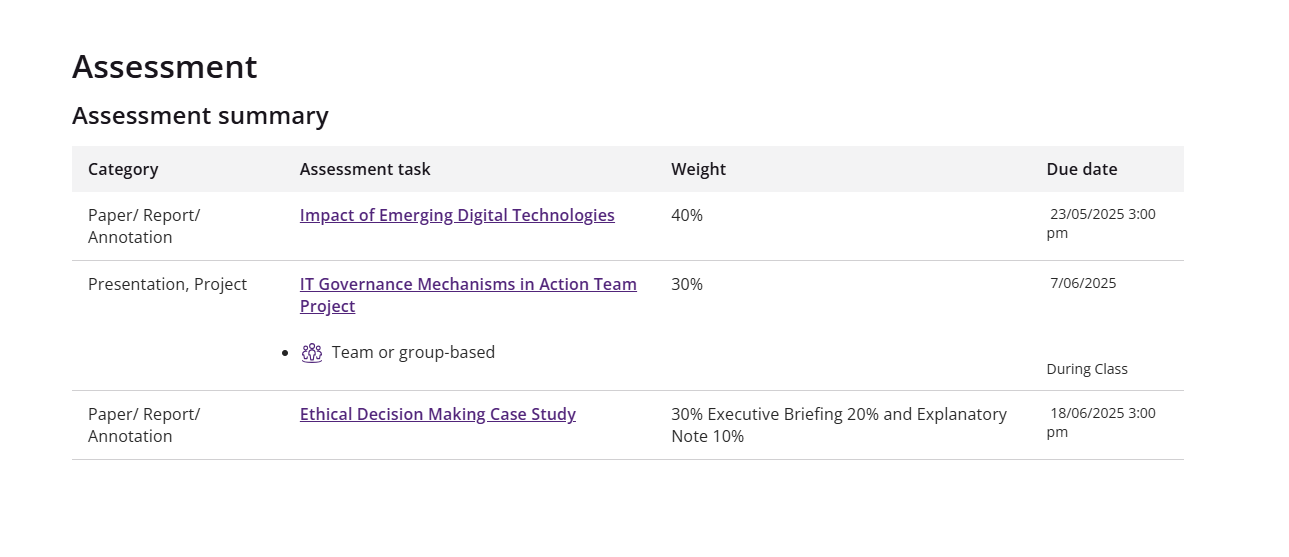 Assessment
Assessment summary
Category Assessment task Weight Due date
Paper/ Report/ Impact of Emerging Digital Technologies 40% 23/05/2025 3:00
Annotation pm
Presentation, Project IT Governance Mechanisms in Action Team 30% 7/06/2025
Project
• Team or group-based
During Class
Paper/ Report/ Ethical Decision Making Case Study 30% Executive Briefing 20% and Explanatory 18/06/2025 3:00
Annotation Note 10% pm